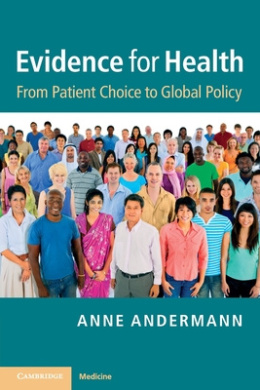 Evidence for Health
From Patient Choice to Global Policy
ANNE ANDERMANN
CAMBRIDGE
Medicine